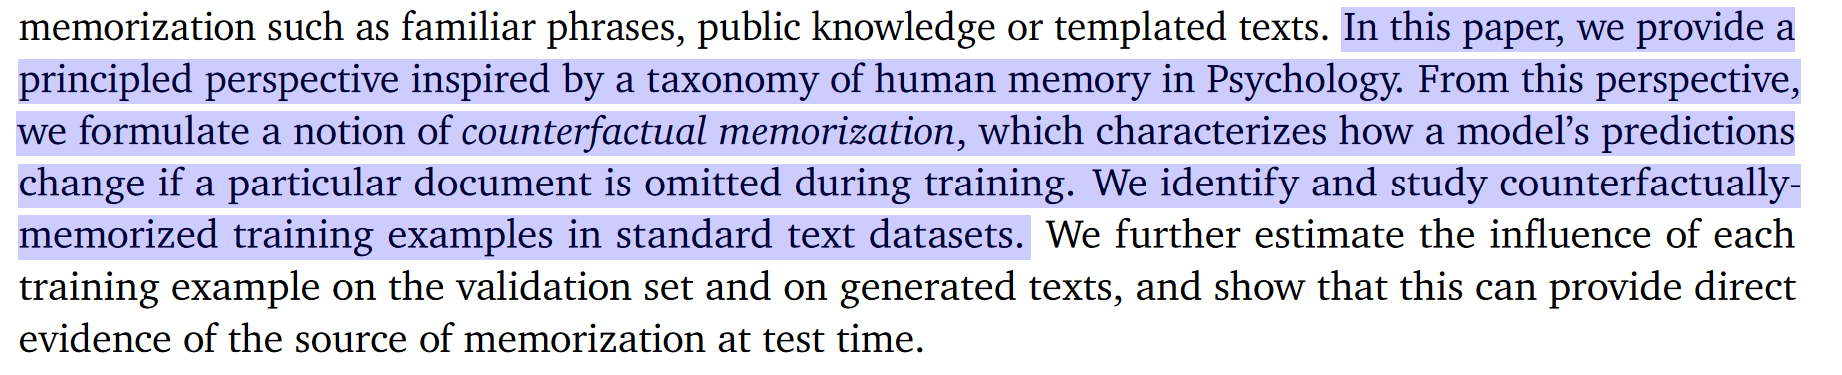 memorization such as familiar phrases, public knowledge or templated texts. In this paper, we provide a
principled perspective inspired by a taxonomy of human memory in Psychology. From this perspective,
we formulate a notion of counterfactual memorization, which characterizes how a model’s predictions
change if a particular document is omitted during training. We identify and study counterfactually-
memorized training examples in standard text datasets. We further estimate the influence of each
training example on the validation set and on generated texts, and show that this can provide direct
evidence of the source of memorization at test time.